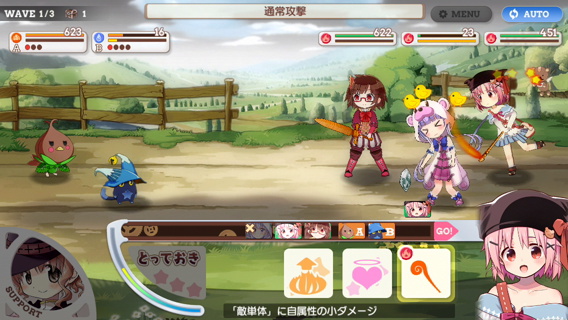 WAVE 1/3 1
通常攻撃
MENU
AUTO
623
A
16
B
622
23
451
A
B
GO!
SUPPORT
とっておき
「敵単体」に自属性の小ダメージ